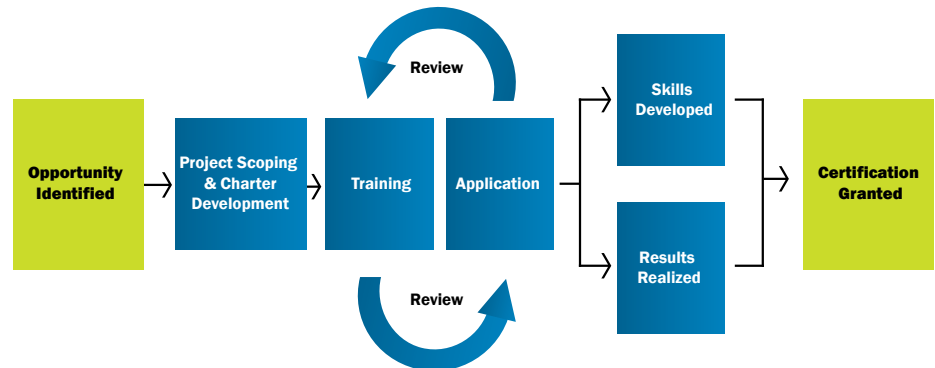 Opportunity
Identified
Project Scoping
& Charter
Development
Training
Review
Application
Review
Skills
Developed
Results
Realized
Certification
Granted